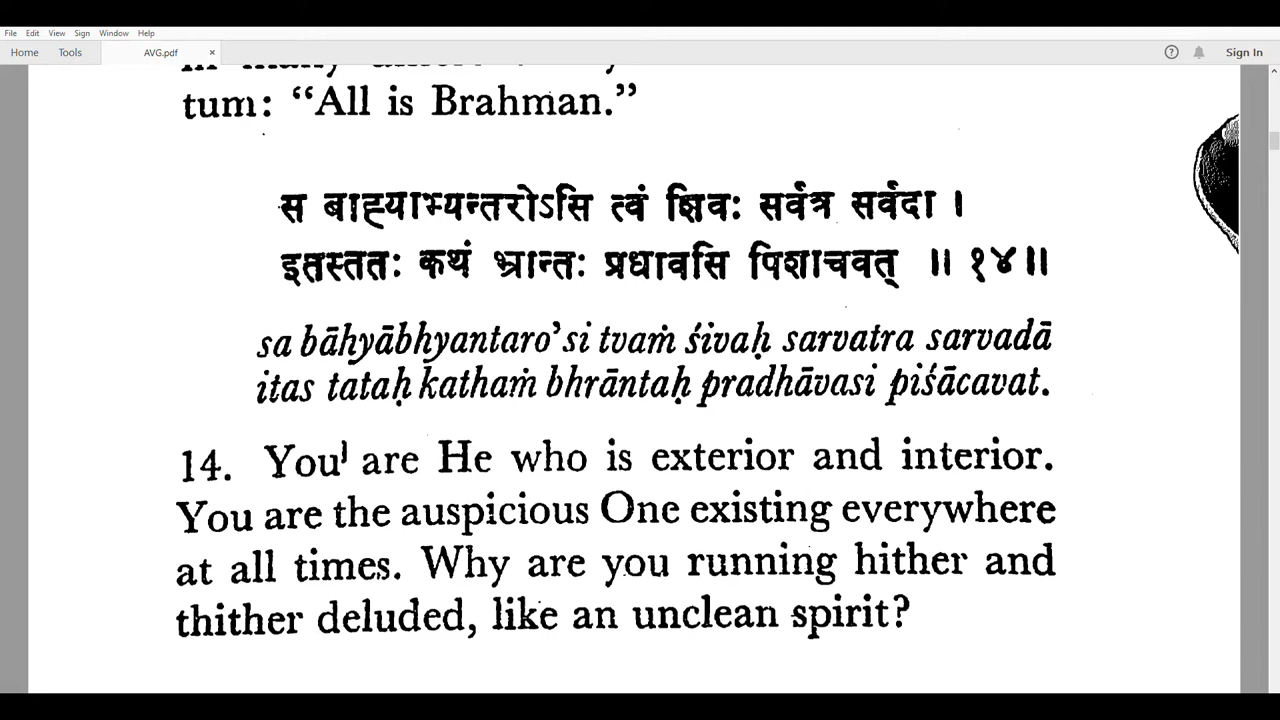 File Edit View Sign Window Help
Home Tools AVG.pdf × ? Sign In
tum: “All is Brahman.”
स बाह्याभ्यन्तरोऽसि त्वं शिवः सर्वत्र सर्वदा ।
इतस्ततः कथं भ्रान्तः प्रधावसि पिशाचवत् ॥ १४॥
sa bāhyābhyantaro’si tvaṁ śivaḥ sarvatra sarvadā
itas tataḥ kathaṁ bhrāntaḥ pradhāvasi piśācavat.
14. You¹ are He who is exterior and interior.
You are the auspicious One existing everywhere
at all times. Why are you running hither and
thither deluded, like an unclean spirit?